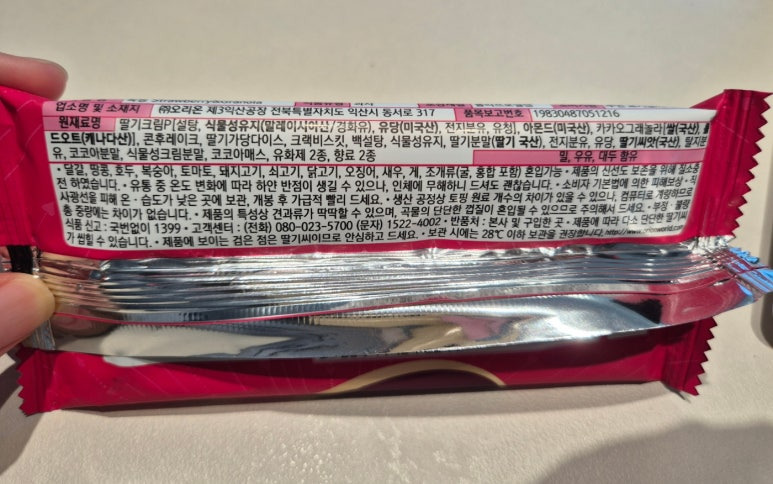 Strawberry&Granola
업소명 및 소재지 ㈜오리온 제3익산공장 전북특별자치도 익산시 동서로 317 품목보고번호 19830487051216
원재료명 딸기크림P[설탕, 식물성유지(말레이시아산/경화유), 유당(미국산), 전지분유, 유청], 아몬드(미국산), 카카오그래놀라[쌀(국산),
드오트(캐나다산)], 콘후레이크, 딸기가당다이스, 크랙비스킷, 백설탕, 식물성유지, 딸기분말(딸기 국산), 전지분유, 유당, 딸기씨앗(국산), 탈지분
유, 코코아분말, 식물성크림분말, 코코아매스, 유화제 2종, 향료 2종 밀, 우유, 대두 함유
• 달걀, 땅콩, 호두, 복숭아, 토마토, 돼지고기, 쇠고기, 닭고기, 오징어, 새우, 게, 조개류(굴, 홍합 포함) 혼입가능 • 제품의 신선도 보존을 위해 질소충
전 하였습니다. • 유통 중 온도 변화에 따라 하얀 반점이 생길 수 있으나, 인체에 무해하니 드셔도 괜찮습니다. • 소비자 기본법에 의한 피해보상 • 직
사광선을 피해 온 • 습도가 낮은 곳에 보관, 개봉 후 가급적 빨리 드세요. • 생산 공정상 토핑 원료 개수의 차이가 있을 수 있으나, 컴퓨터로 계량하므로
총 중량에는 차이가 없습니다. • 제품의 특성상 견과류가 딱딱할 수 있으며, 곡물의 단단한 껍질이 혼입될 수 있으므로 주의해서 드세요. • 부정 • 불량
식품 신고 : 국번없이 1399 • 고객센터 : (전화) 080-023-5700 (문자) 1522-4002 • 반품처 : 본사 및 구입한 곳 • 제품에 따라 다소 단단한 딸기씨
가 씹힐 수 있습니다. • 제품에 보이는 검은 점은 딸기씨이므로 안심하고 드세요. • 보관 시에는 28℃ 이하 보관을 권장합니다.